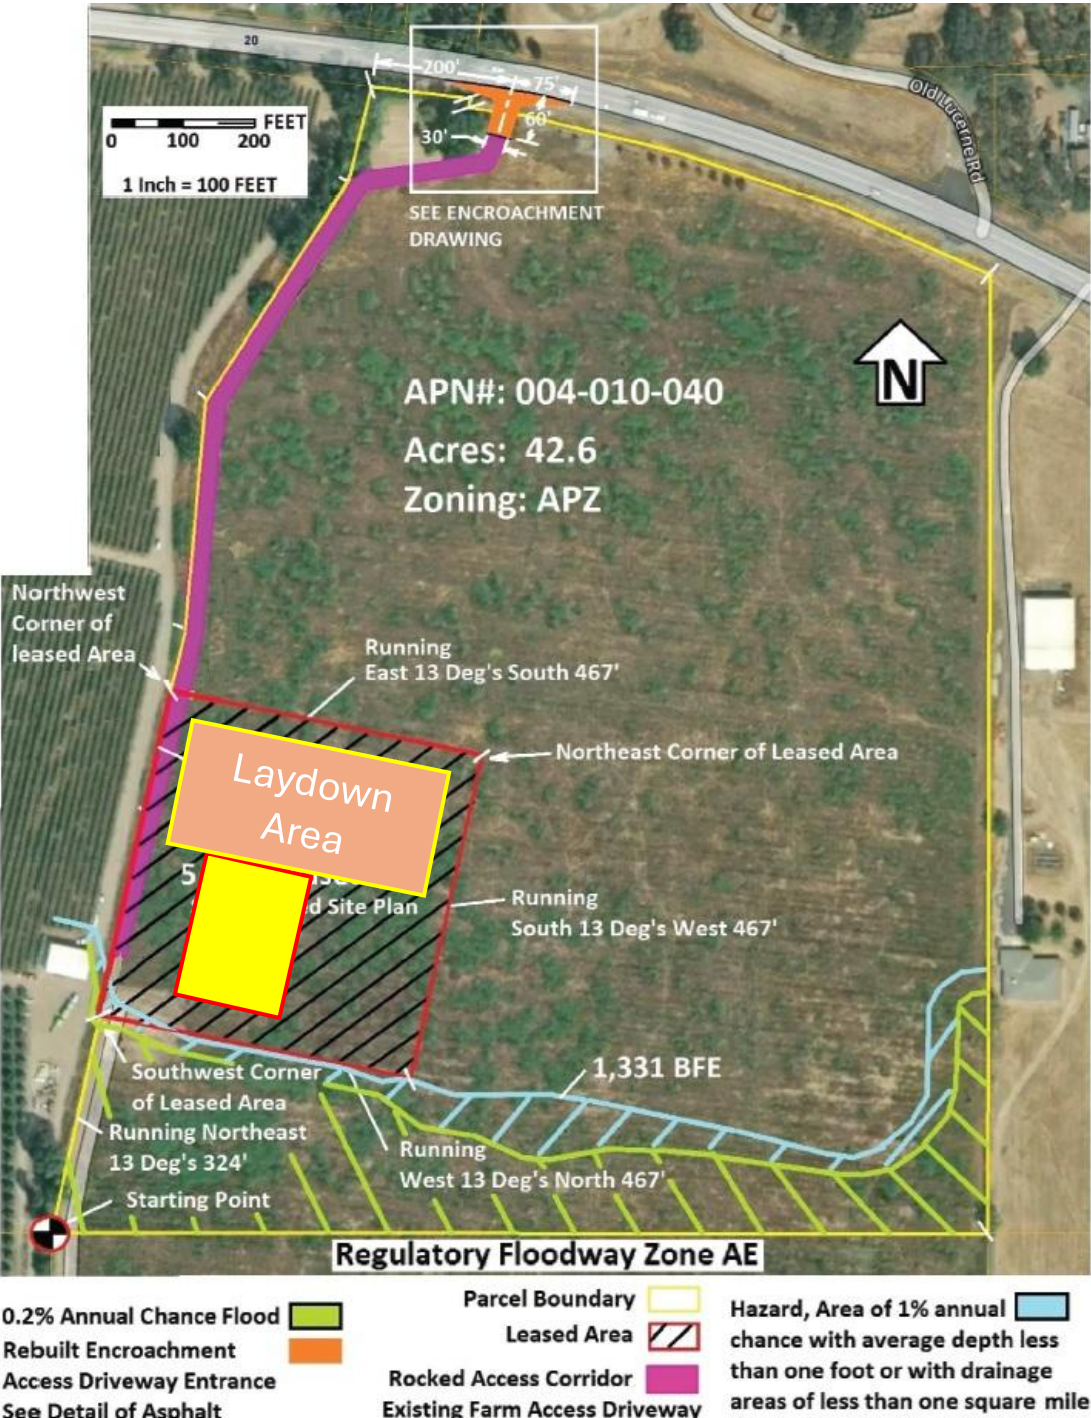 20
200'
75'
60'
30'
Old Lucerne Rd
FEET
0 100 200
1 Inch = 100 FEET
SEE ENCROACHMENT
DRAWING
N
APN#: 004-010-040
Acres: 42.6
Zoning: APZ
Northwest
Corner of
leased Area
Running
East 13 Deg's South 467'
Northeast Corner of Leased Area
Laydown
Area
5
Site Plan
Running
South 13 Deg's West 467'
1,331 BFE
Southwest Corner
of Leased Area
Running Northeast
13 Deg's 324'
Running
West 13 Deg's North 467'
Starting Point
Regulatory Floodway Zone AE
0.2% Annual Chance Flood
Rebuilt Encroachment
Access Driveway Entrance
See Detail of Asphalt
Parcel Boundary
Leased Area
Rocked Access Corridor
Existing Farm Access Driveway
Hazard, Area of 1% annual
chance with average depth less
than one foot or with drainage
areas of less than one square mile